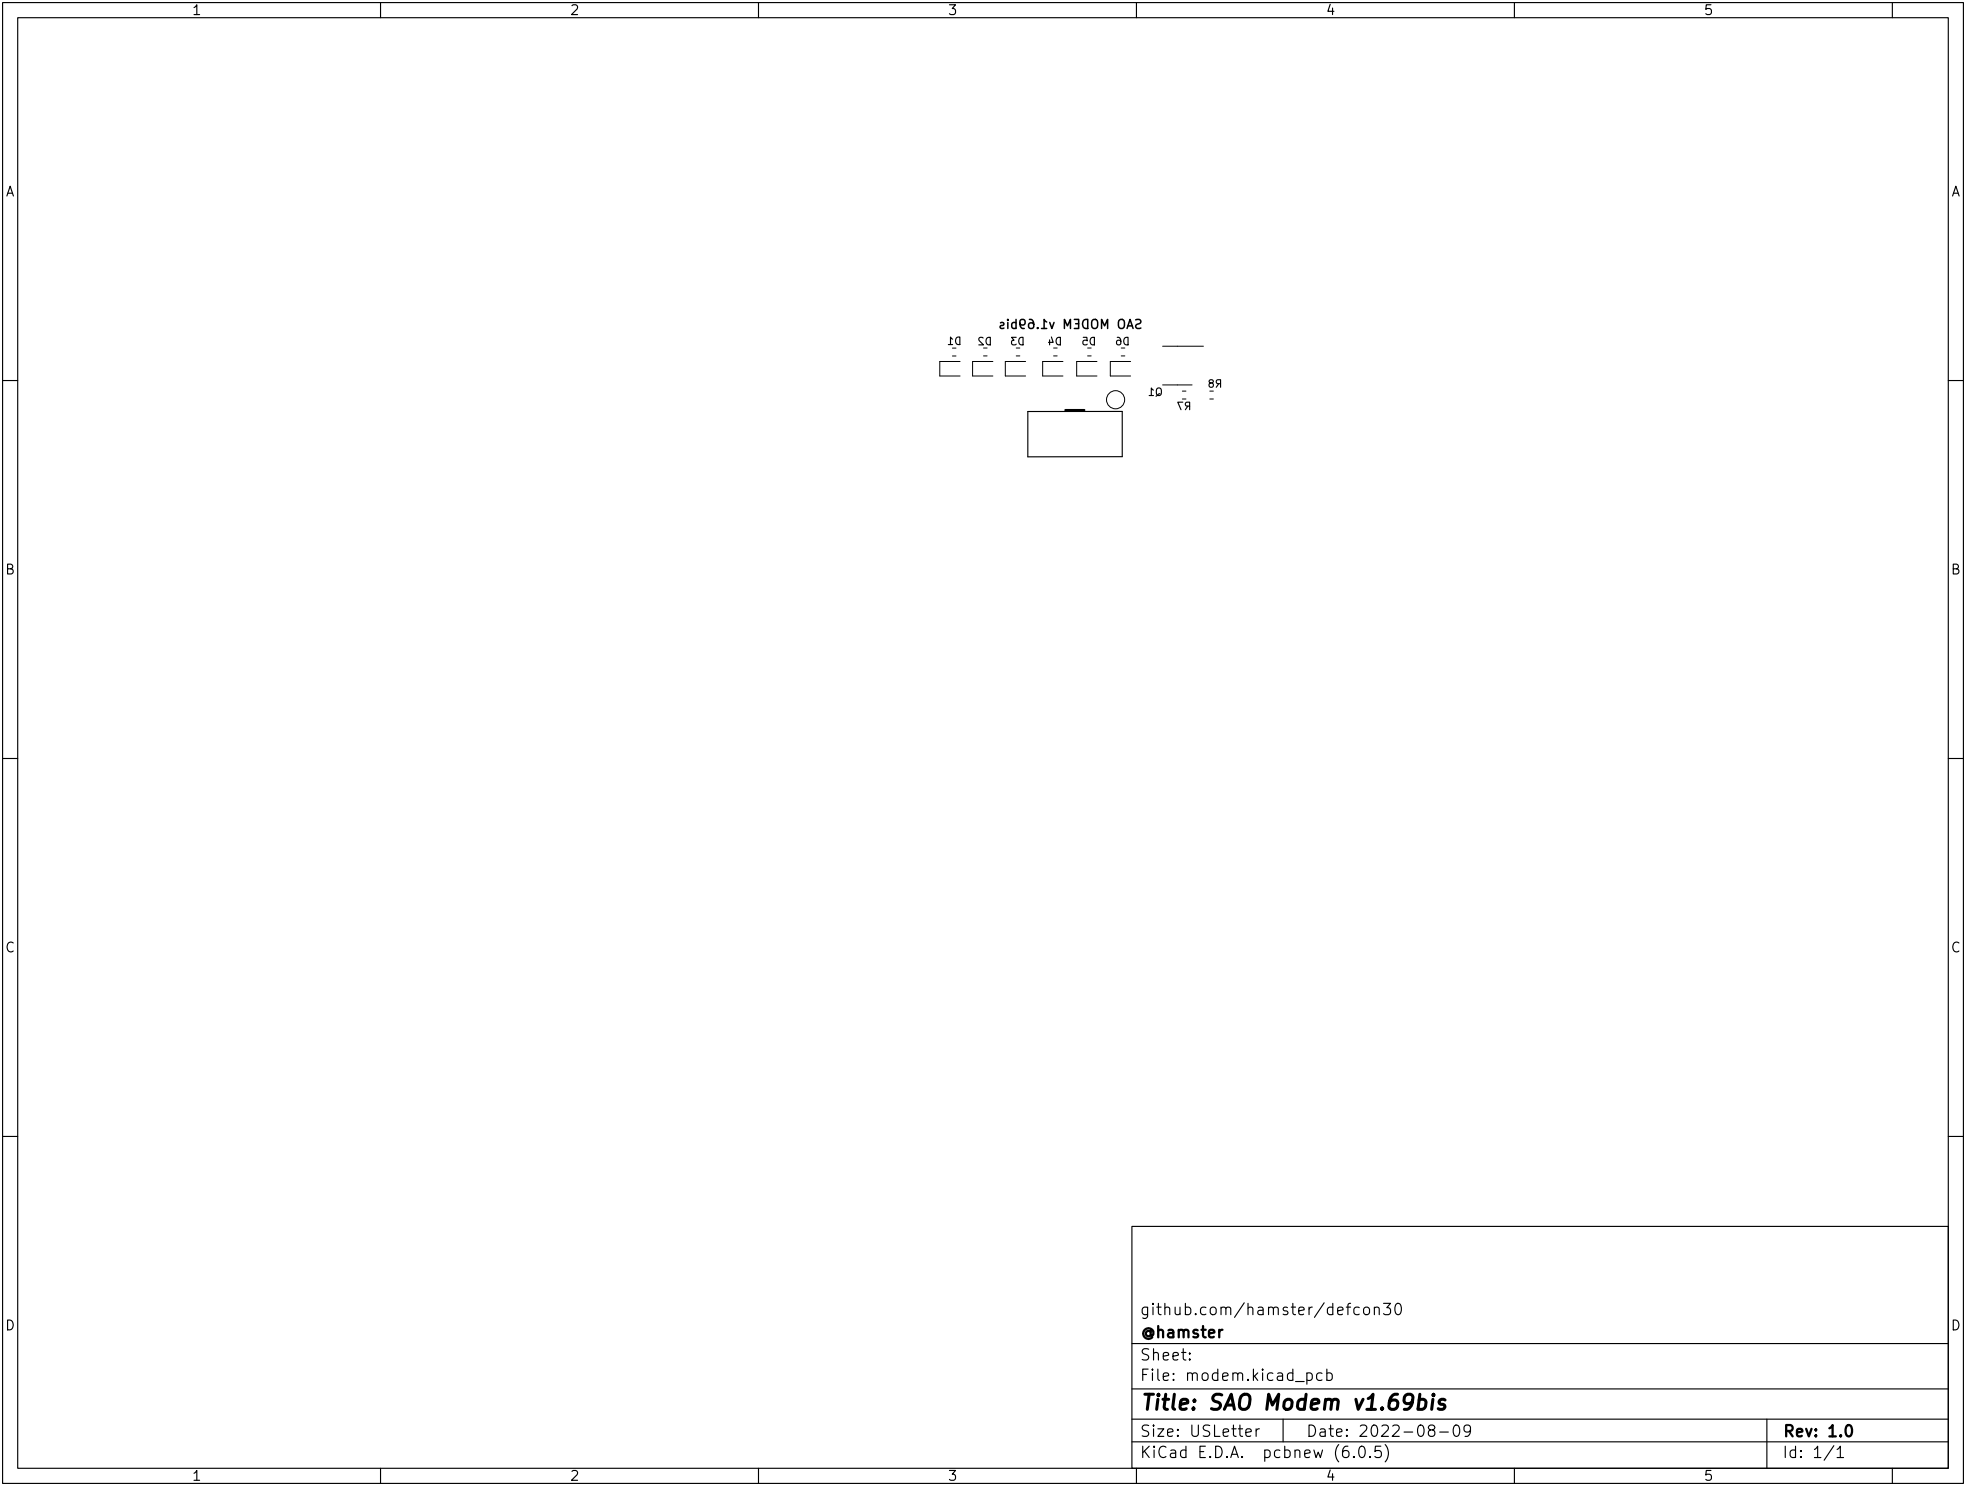 1 2 3 4 5
A A
SAO MODEM v1.69bis
D1 D2 D3 D4 D5 D6
R8
Q1
R7
B B
C C
github.com/hamster/defcon30
D D
@hamster
Sheet:
File: modem.kicad_pcb
Title: SAO Modem v1.69bis
Size: USLetter Date: 2022-08-09 Rev: 1.0
KiCad E.D.A. pcbnew (6.0.5) Id: 1/1
1 2 3 4 5